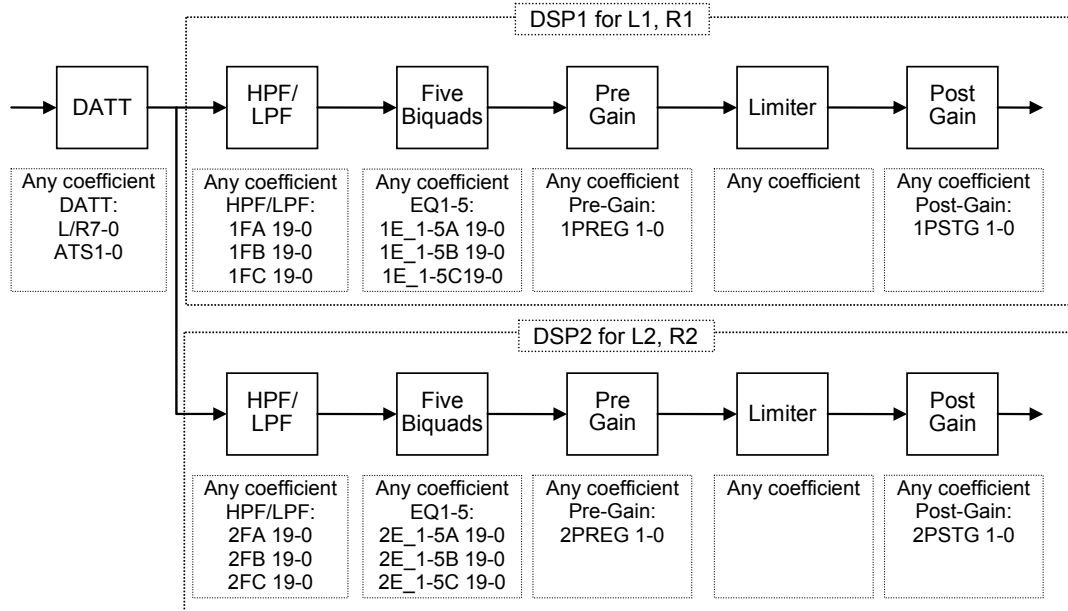 DSP1 for L1, R1
DATT
HPF/
LPF
Five
Biquads
Pre
Gain
Limiter
Post
Gain
Any coefficient
DATT:
L/R7-0
ATS1-0
Any coefficient
HPF/LPF:
1FA 19-0
1FB 19-0
1FC 19-0
Any coefficient
EQ1-5:
1E_1-5A 19-0
1E_1-5B 19-0
1E_1-5C19-0
Any coefficient
Pre-Gain:
1PREG 1-0
Any coefficient
Any coefficient
Post-Gain:
1PSTG 1-0
DSP2 for L2, R2
HPF/
LPF
Five
Biquads
Pre
Gain
Limiter
Post
Gain
Any coefficient
HPF/LPF:
2FA 19-0
2FB 19-0
2FC 19-0
Any coefficient
EQ1-5:
2E_1-5A 19-0
2E_1-5B 19-0
2E_1-5C 19-0
Any coefficient
Pre-Gain:
2PREG 1-0
Any coefficient
Any coefficient
Post-Gain:
2PSTG 1-0